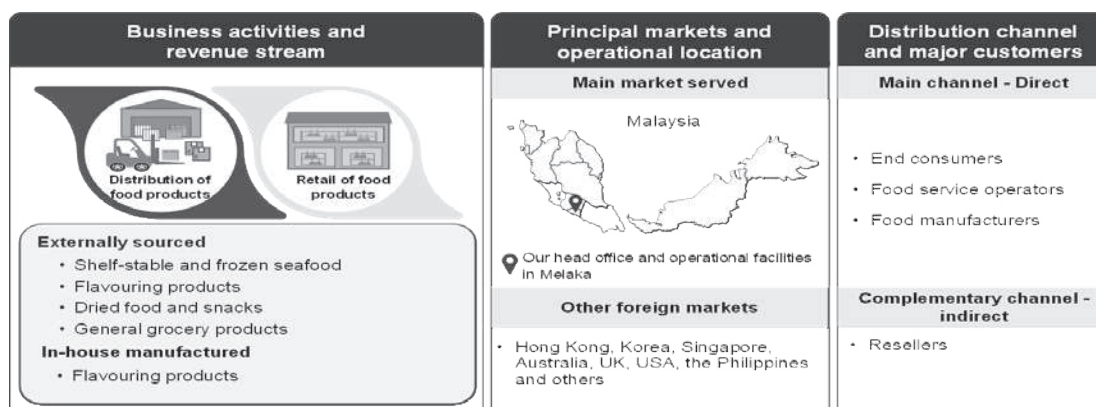 Business activities and
revenue stream
Distribution of
food products
Retail of food
products
Externally sourced
• Shelf-stable and frozen seafood
• Flavouring products
• Dried food and snacks
• General grocery products
In-house manufactured
• Flavouring products
Principal markets and
operational location
Main market served
Malaysia
Our head office and operational facilities
in Melaka
Other foreign markets
• Hong Kong, Korea, Singapore,
Australia, UK, USA, the Philippines
and others
Distribution channel
and major customers
Main channel - Direct
• End consumers
• Food service operators
• Food manufacturers
Complementary channel -
indirect
• Resellers